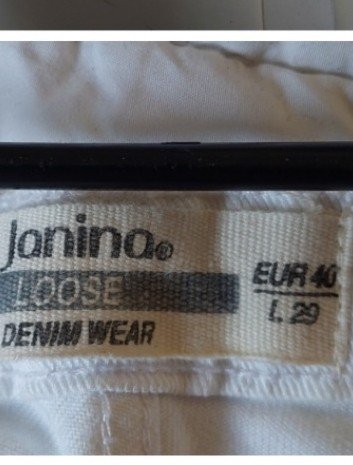 Janina®
LOOSE
DENIM WEAR
EUR 40
L 29